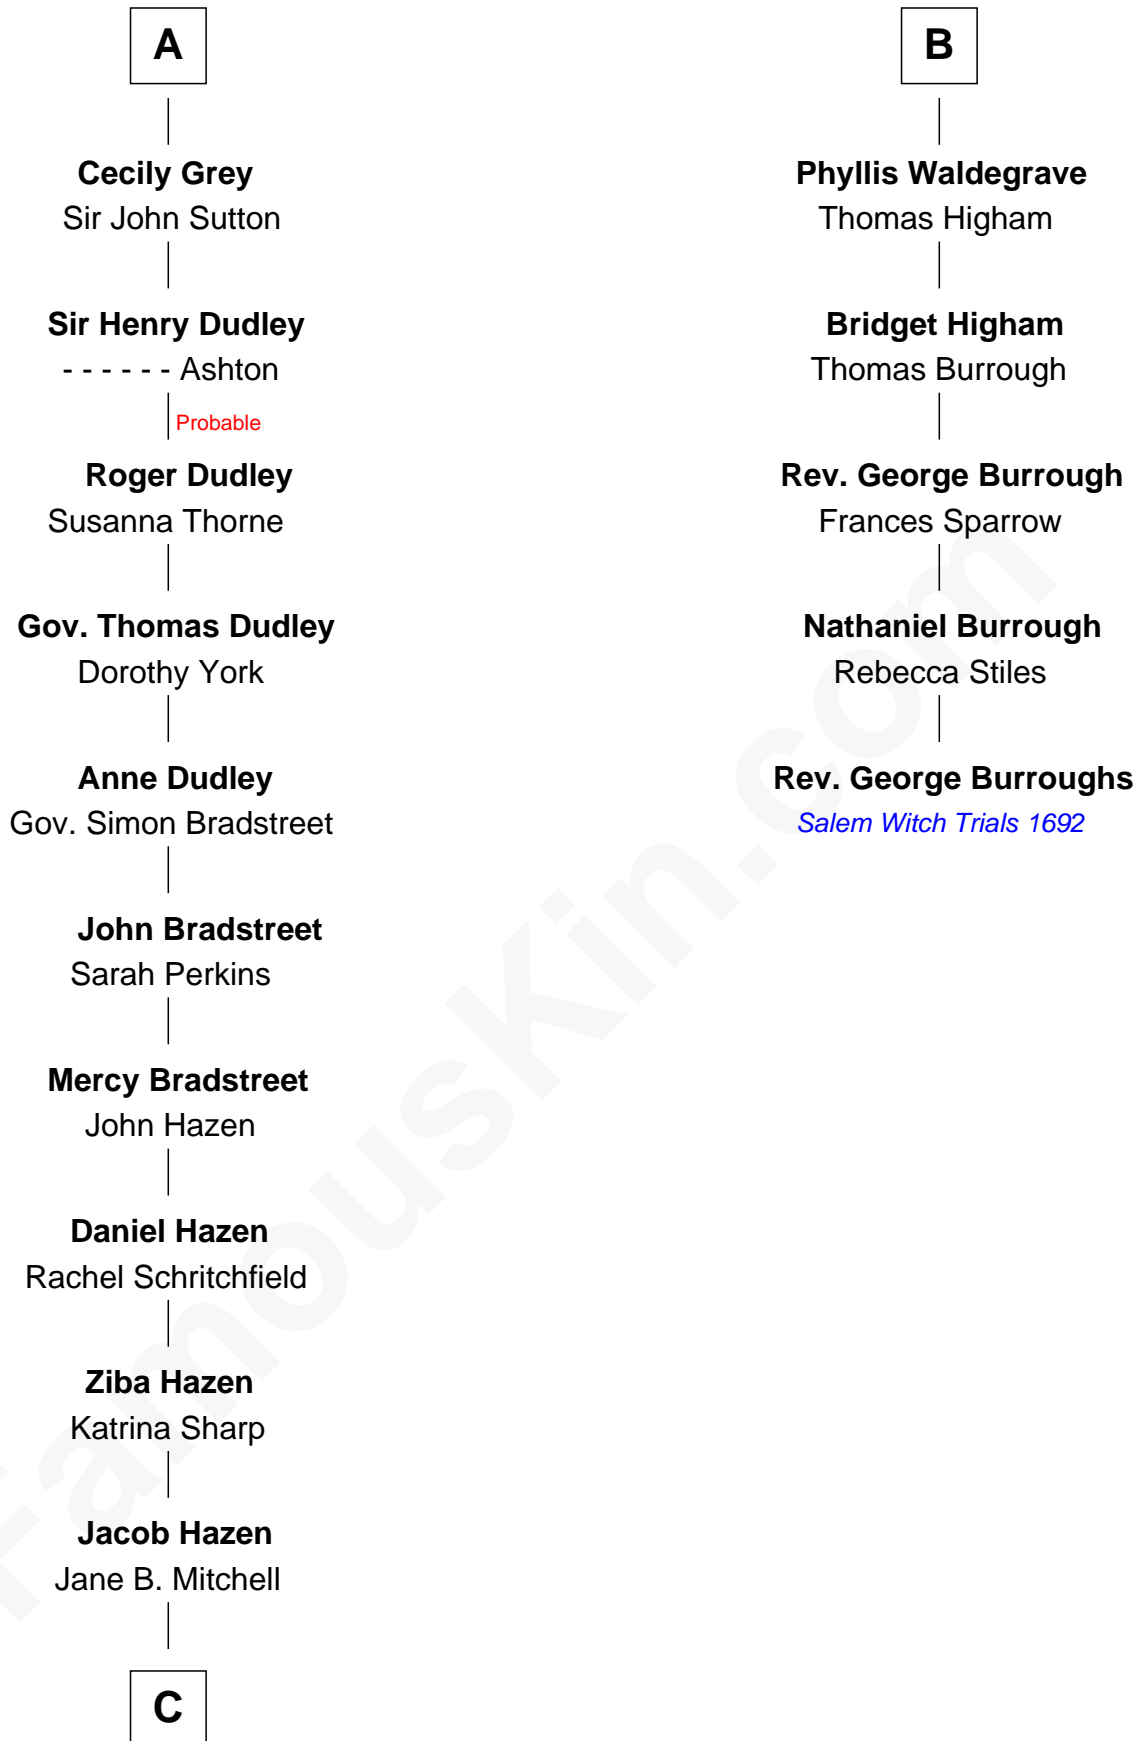 A
Cecily Grey
Sir John Sutton
Sir Henry Dudley
- - - - - - Ashton
Probable
Roger Dudley
Susanna Thorne
Gov. Thomas Dudley
Dorothy York
Anne Dudley
Gov. Simon Bradstreet
John Bradstreet
Sarah Perkins
Mercy Bradstreet
John Hazen
Daniel Hazen
Rachel Schritchfield
Ziba Hazen
Katrina Sharp
Jacob Hazen
Jane B. Mitchell
C
B
Phyllis Waldegrave
Thomas Higham
Bridget Higham
Thomas Burrough
Rev. George Burrough
Frances Sparrow
Nathaniel Burrough
Rebecca Stiles
Rev. George Burroughs
Salem Witch Trials 1692
FamousKin.com